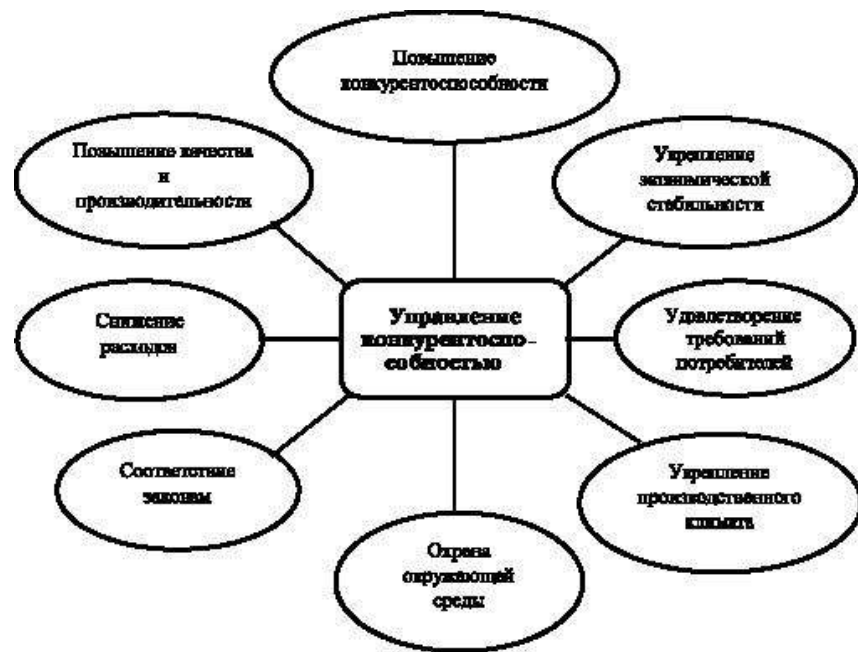 Повышение
конкурентоспособности
Повышение качества
и
производительности
Укрепление
экономической
стабильности
Снижение
расходов
Управление
конкурентоспо-
собностью
Удовлетворение
требований
потребителей
Соответствие
законам
Укрепление
производственного
климата
Охрана
окружающей
среды